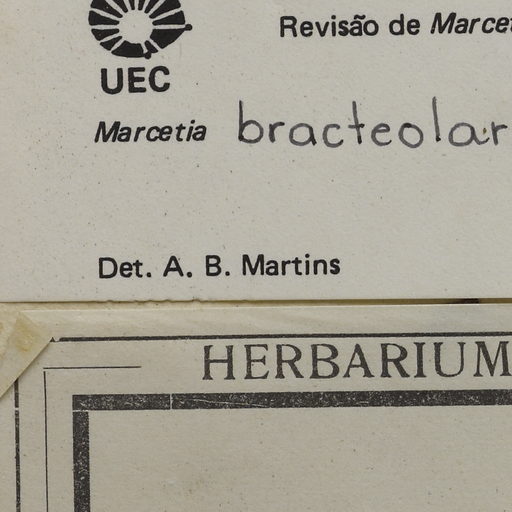 Revisão de Marcet
UEC
Marcetia bracteolar
Det. A. B. Martins
HERBARIUM